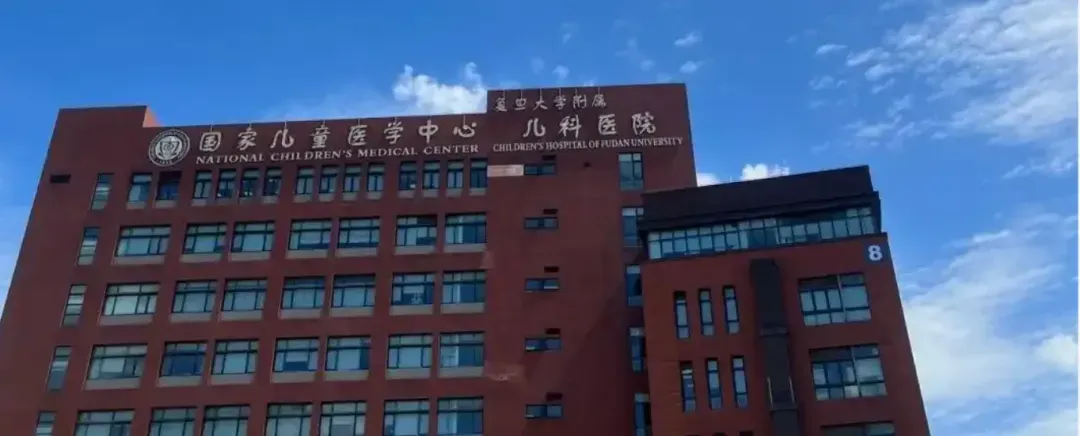 国家儿童医学中心
NATIONAL CHILDREN'S MEDICAL CENTER
复旦大学附属
儿科医院
CHILDREN'S HOSPITAL OF FUDAN UNIVERSITY
8